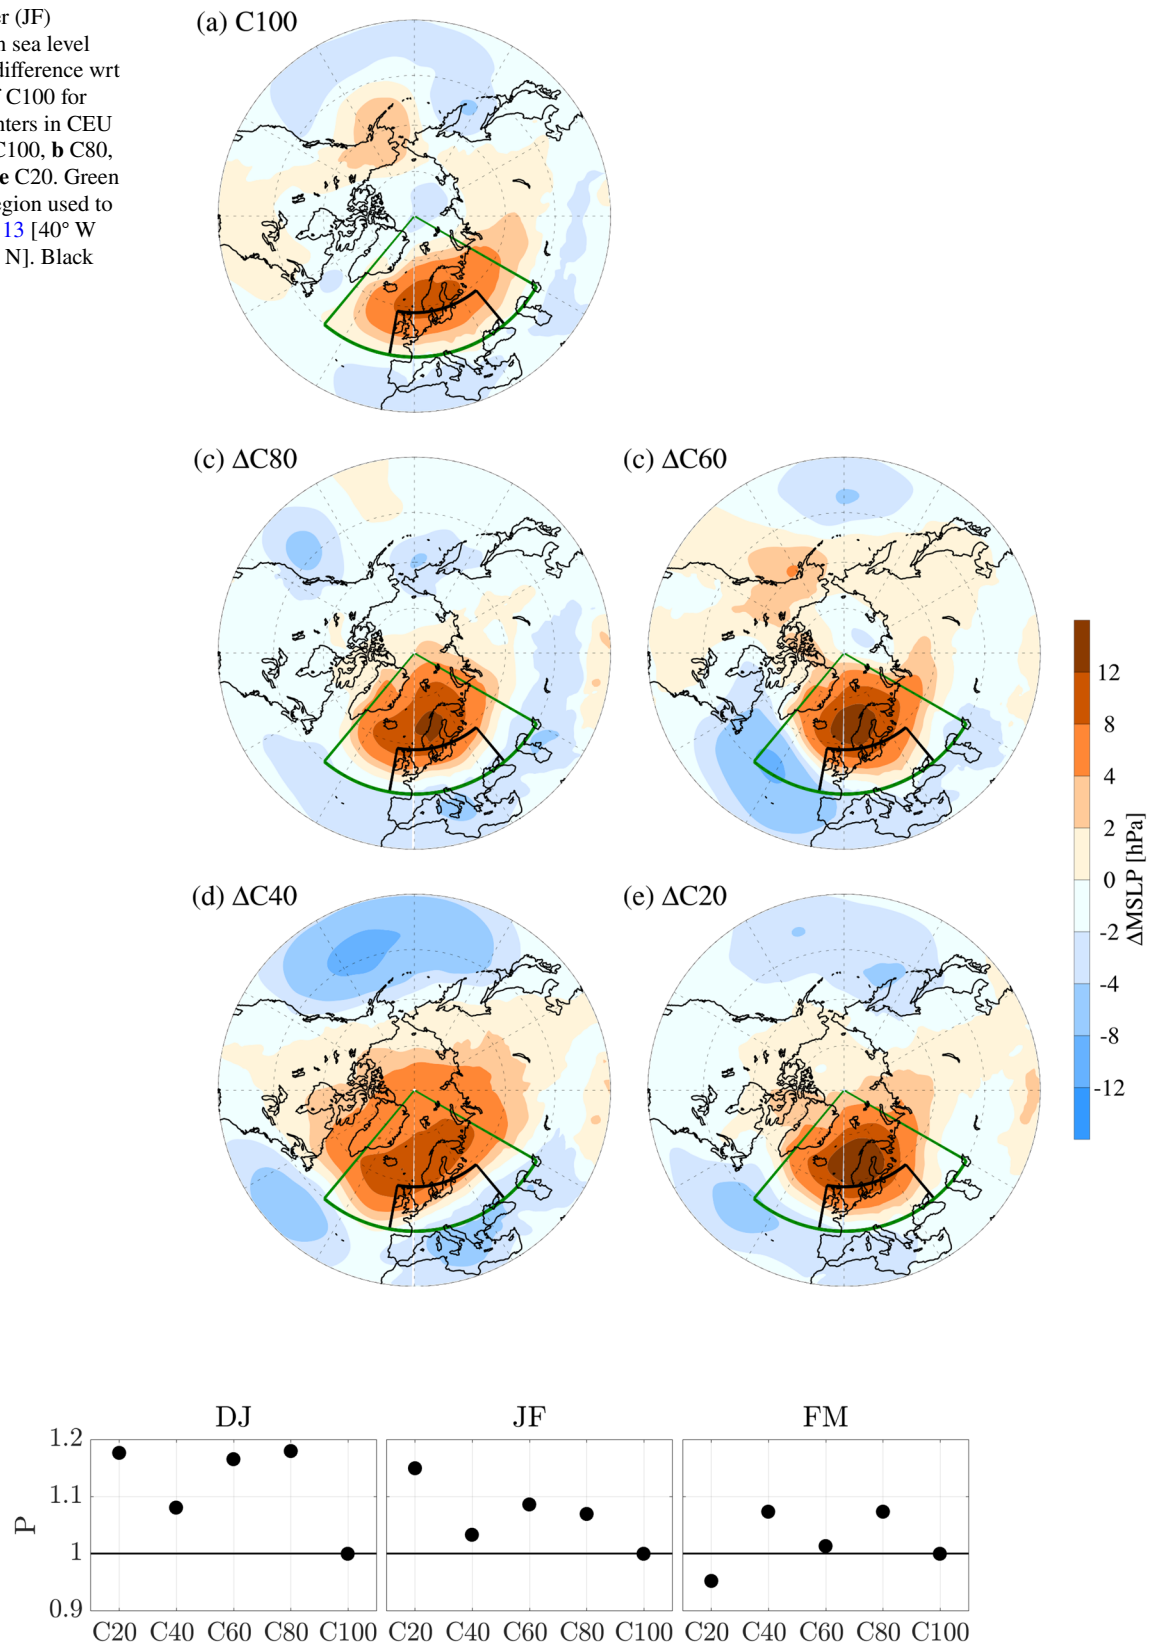 er (JF)
n sea level
difference wrt
f C100 for
nters in CEU
C100, b C80,
e C20. Green
egion used to
13 [40° W
N]. Black
(a) C100
(c) ΔC80
(c) ΔC60
(d) ΔC40
(e) ΔC20
12
8
4
2
0
-2
-4
-8
-12
ΔMSLP [hPa]
DJ
JF
FM
1.2
1.1
1
0.9
P
C20 C40 C60 C80 C100
C20 C40 C60 C80 C100
C20 C40 C60 C80 C100